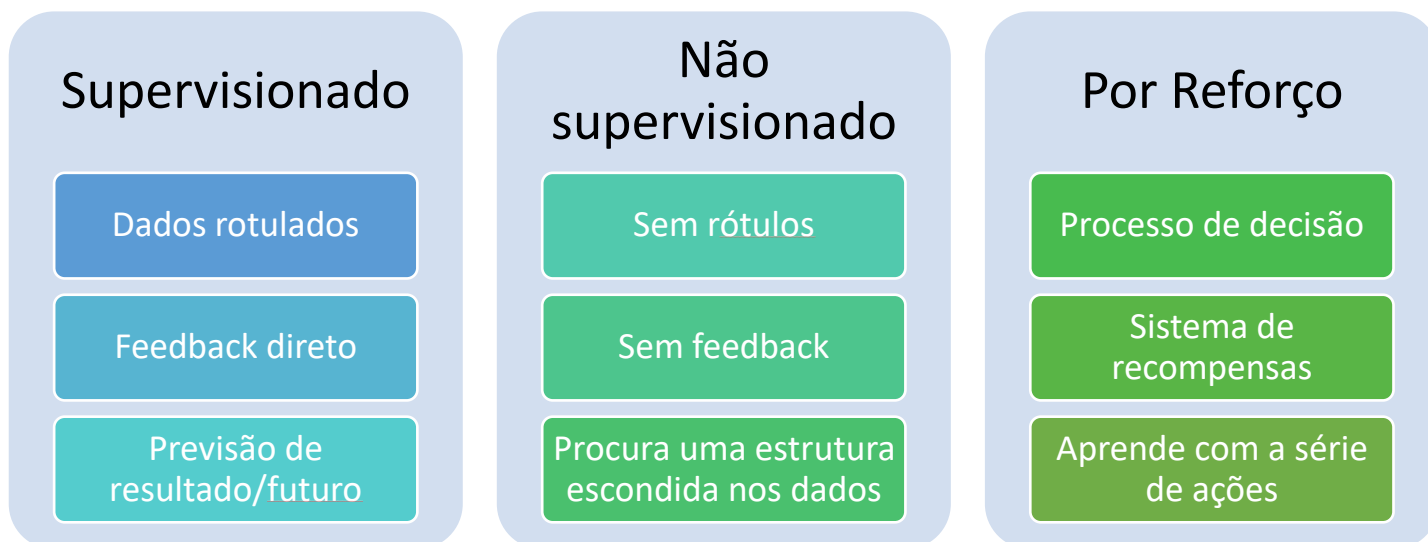 Supervisionado
Dados rotulados
Feedback direto
Previsão de
resultado/futuro
Não
supervisionado
Sem rótulos
Sem feedback
Procura uma estrutura
escondida nos dados
Por Reforço
Processo de decisão
Sistema de
recompensas
Aprende com a série
de ações